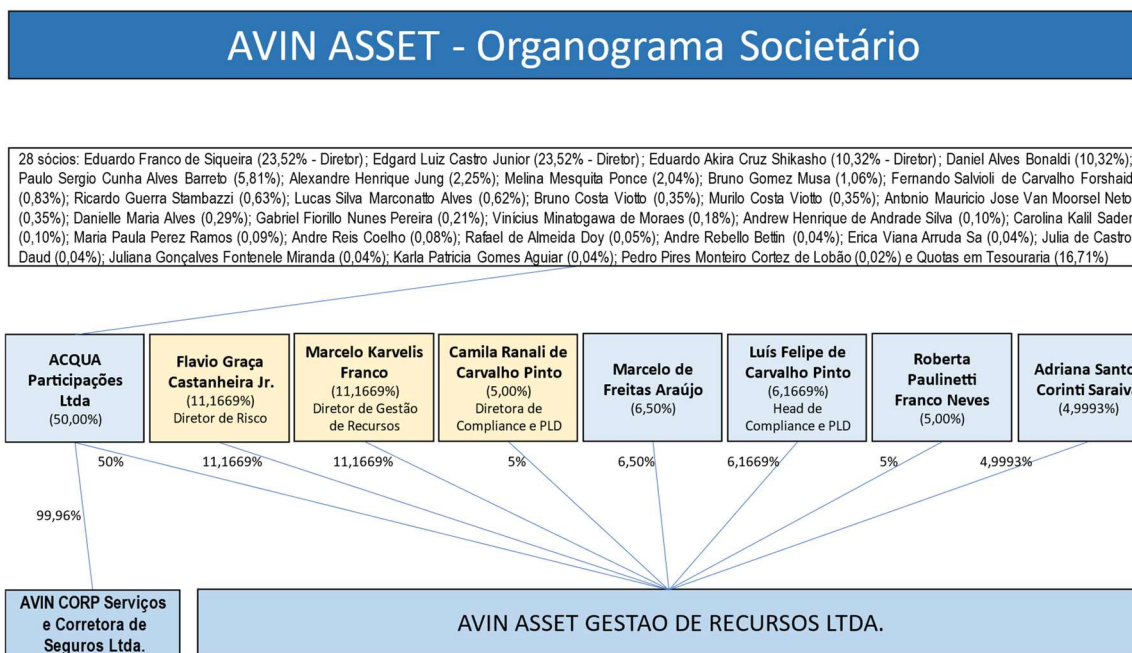 AVIN ASSET - Organograma Societário
28 sócios: Eduardo Franco de Siqueira (23,52% - Diretor); Edgard Luiz Castro Junior (23,52% - Diretor); Eduardo Akira Cruz Shikasho (10,32% - Diretor); Daniel Alves Bonaldi (10,32%);
Paulo Sergio Cunha Alves Barreto (5,81%); Alexandre Henrique Jung (2,25%); Melina Mesquita Ponce (2,04%); Bruno Gomez Musa (1,06%); Fernando Salvioli de Carvalho Forshaid
(0,83%); Ricardo Guerra Stambazzi (0,63%); Lucas Silva Marconatto Alves (0,62%); Bruno Costa Viotto (0,35%); Murilo Costa Viotto (0,35%); Antonio Mauricio Jose Van Moorsel Neto
(0,35%); Danielle Maria Alves (0,29%); Gabriel Fiorillo Nunes Pereira (0,21%); Vinicius Minatogawa de Moraes (0,18%); Andrew Henrique de Andrade Silva (0,10%); Carolina Kalil Sader
(0,10%); Maria Paula Perez Ramos (0,09%); Andre Reis Coelho (0,08%); Rafael de Almeida Doy (0,05%); Andre Rebello Bettin (0,04%); Erica Viana Arruda Sa (0,04%); Julia de Castro
Daud (0,04%); Juliana Gonçalves Fontenele Miranda (0,04%); Karla Patricia Gomes Aguiar (0,04%); Pedro Pires Monteiro Cortez de Lobão (0,02%) e Quotas em Tesouraria (16,71%)
ACQUA
Participações
Ltda
(50,00%)
Flavio Graça
Castanheira Jr.
(11,1669%)
Diretor de Risco
Marcelo Karvelis
Franco
(11,1669%)
Diretor de Gestão
de Recursos
Camila Ranali de
Carvalho Pinto
(5,00%)
Diretora de
Compliance e PLD
Marcelo de
Freitas Araújo
(6,50%)
Luís Felipe de
Carvalho Pinto
(6,1669%)
Head de
Compliance e PLD
Roberta
Paulinetti
Franco Neves
(5,00%)
Adriana Santo
Corinti Saraiva
(4,9993%)
50%
11,1669%
11,1669%
5%
6,50%
6,1669%
5%
4,9993%
99,96%
AVIN CORP Serviços
e Corretora de
Seguros Ltda.
AVIN ASSET GESTAO DE RECURSOS LTDA.